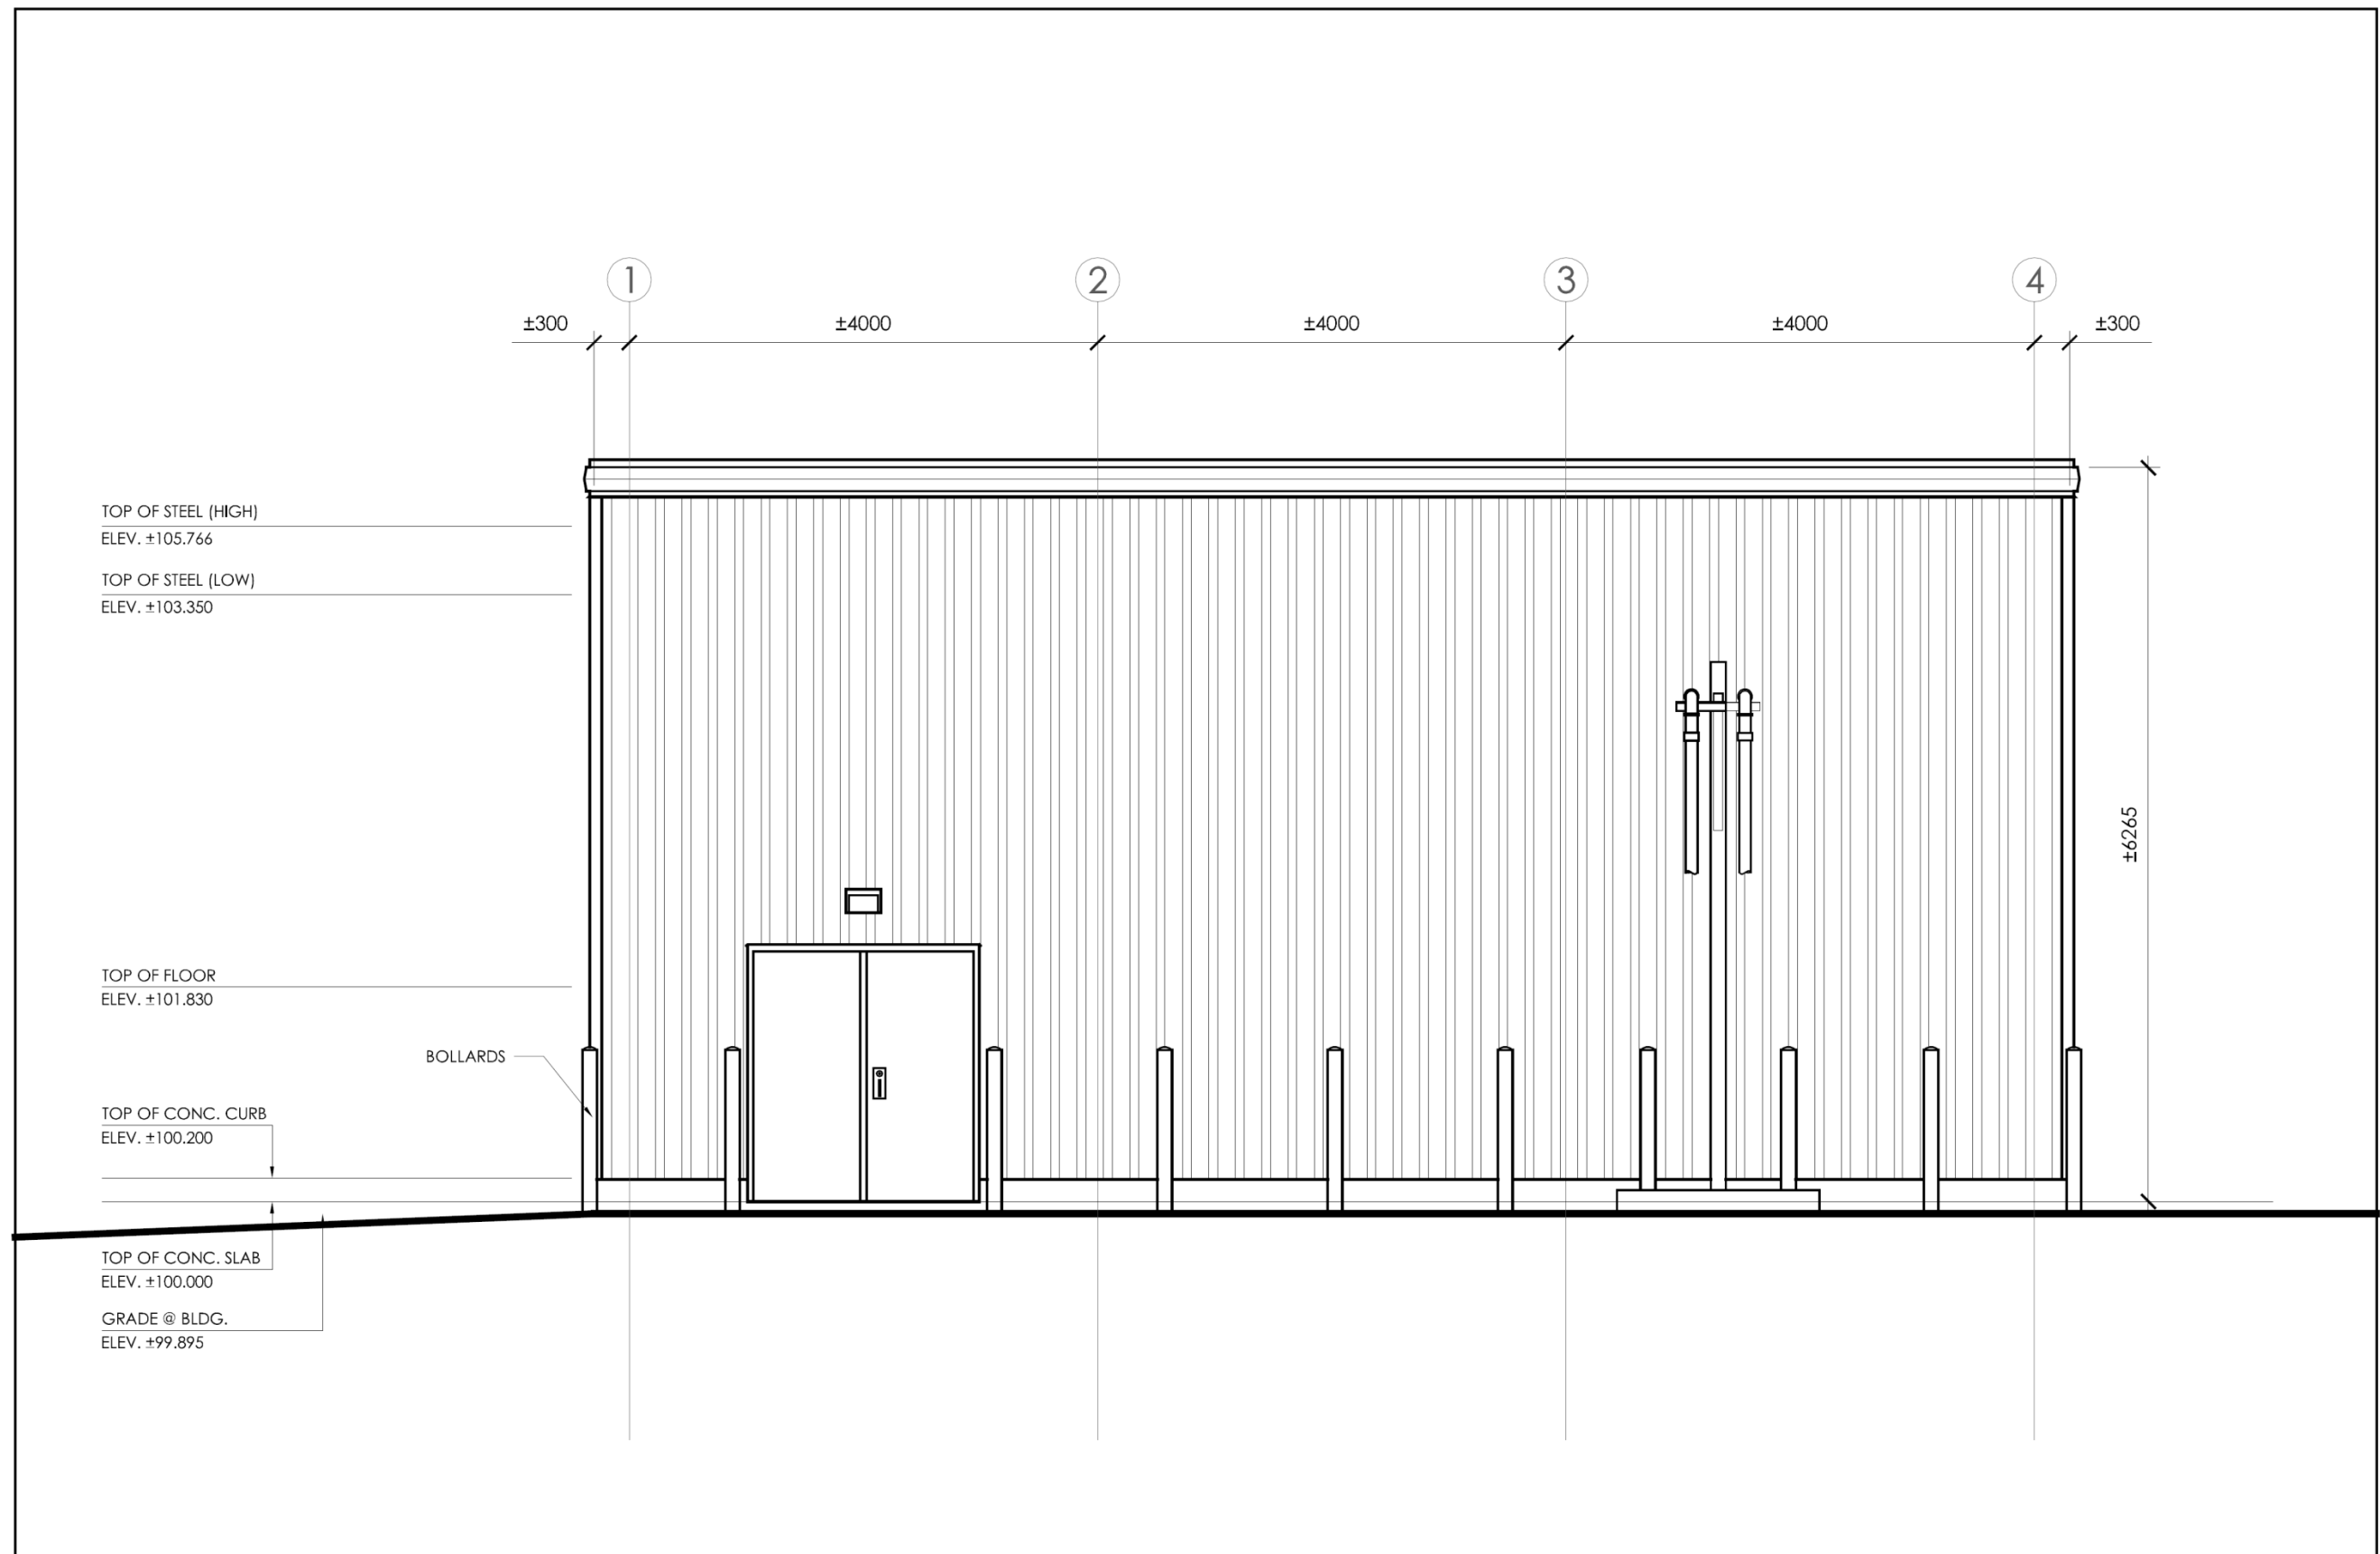 1
2
3
4
±300
±4000
±4000
±4000
±300
TOP OF STEEL (HIGH)
ELEV. ±105.766
TOP OF STEEL (LOW)
ELEV. ±103.350
±6265
TOP OF FLOOR
ELEV. ±101.830
BOLLARDS
TOP OF CONC. CURB
ELEV. ±100.200
TOP OF CONC. SLAB
ELEV. ±100.000
GRADE @ BLDG.
ELEV. ±99.895